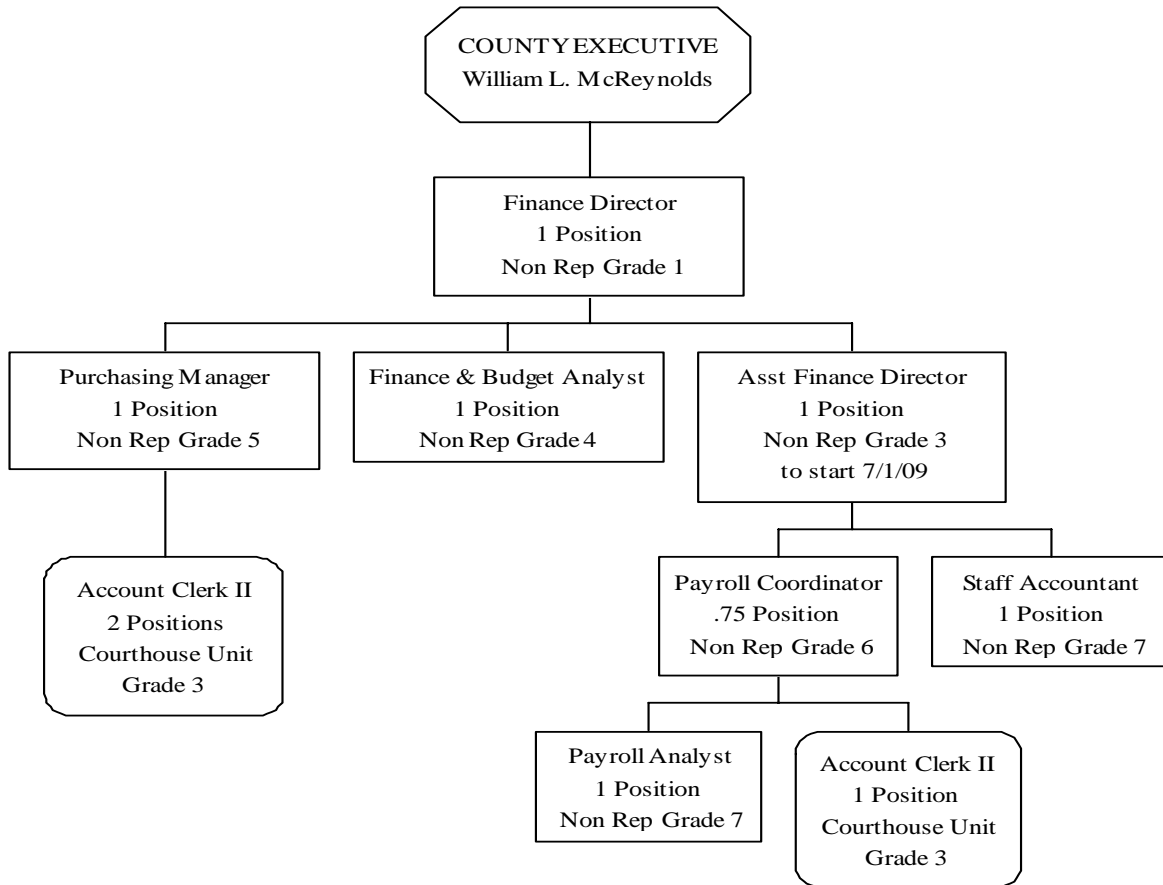 COUNTY EXECUTIVE
William L. McReynolds
Finance Director
1 Position
Non Rep Grade 1
Purchasing Manager
1 Position
Non Rep Grade 5
Finance & Budget Analyst
1 Position
Non Rep Grade 4
Asst Finance Director
1 Position
Non Rep Grade 3
to start 7/1/09
Account Clerk II
2 Positions
Courthouse Unit
Grade 3
Payroll Coordinator
.75 Position
Non Rep Grade 6
Staff Accountant
1 Position
Non Rep Grade 7
Payroll Analyst
1 Position
Non Rep Grade 7
Account Clerk II
1 Position
Courthouse Unit
Grade 3